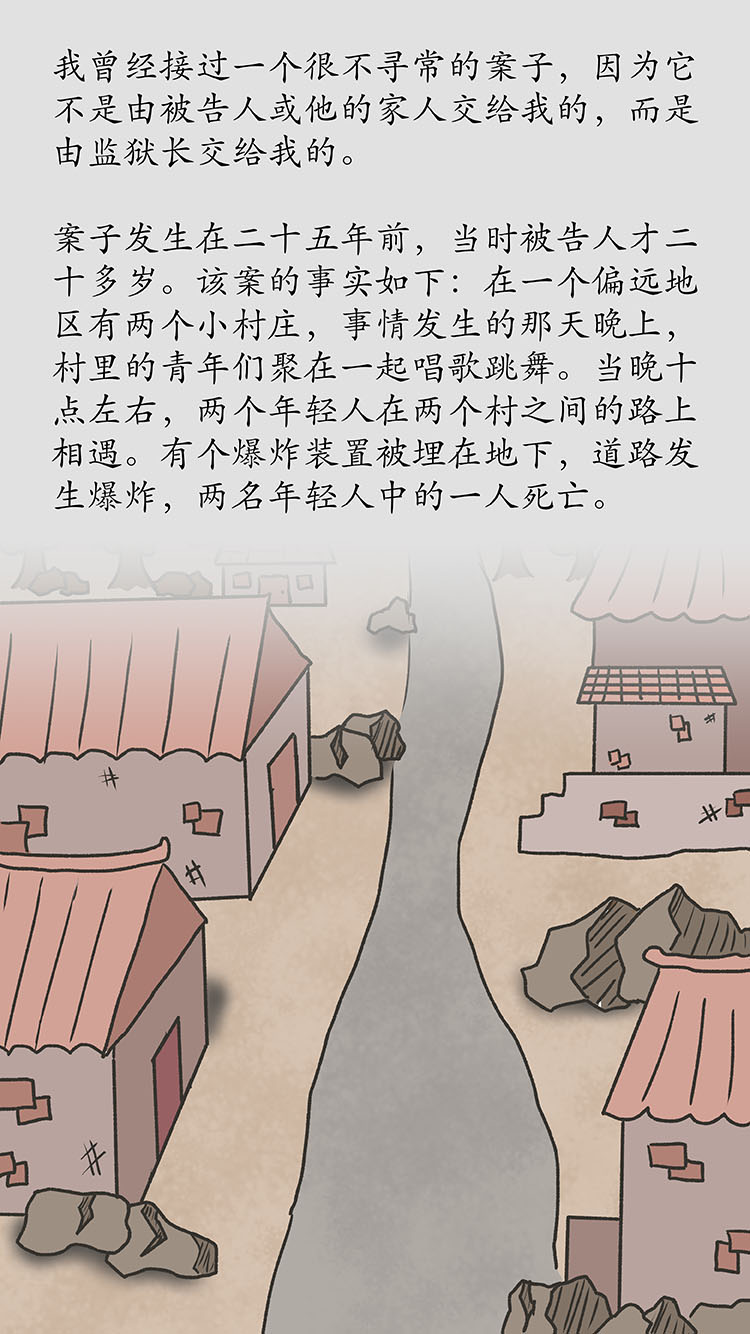 我曾经接过一个很不寻常的案子，因为它
不是由被告人或他的家人交给我的，而是
由监狱长交给我的。
案子发生在二十五年前，当时被告人才二
十多岁。该案的事实如下：在一个偏远地
区有两个小村庄，事情发生的那天晚上，
村里的青年们聚在一起唱歌跳舞。当晚十
点左右，两个年轻人在两个村之间的路上
相遇。有个爆炸装置被埋在地下，道路发
生爆炸，两名年轻人中的一人死亡。